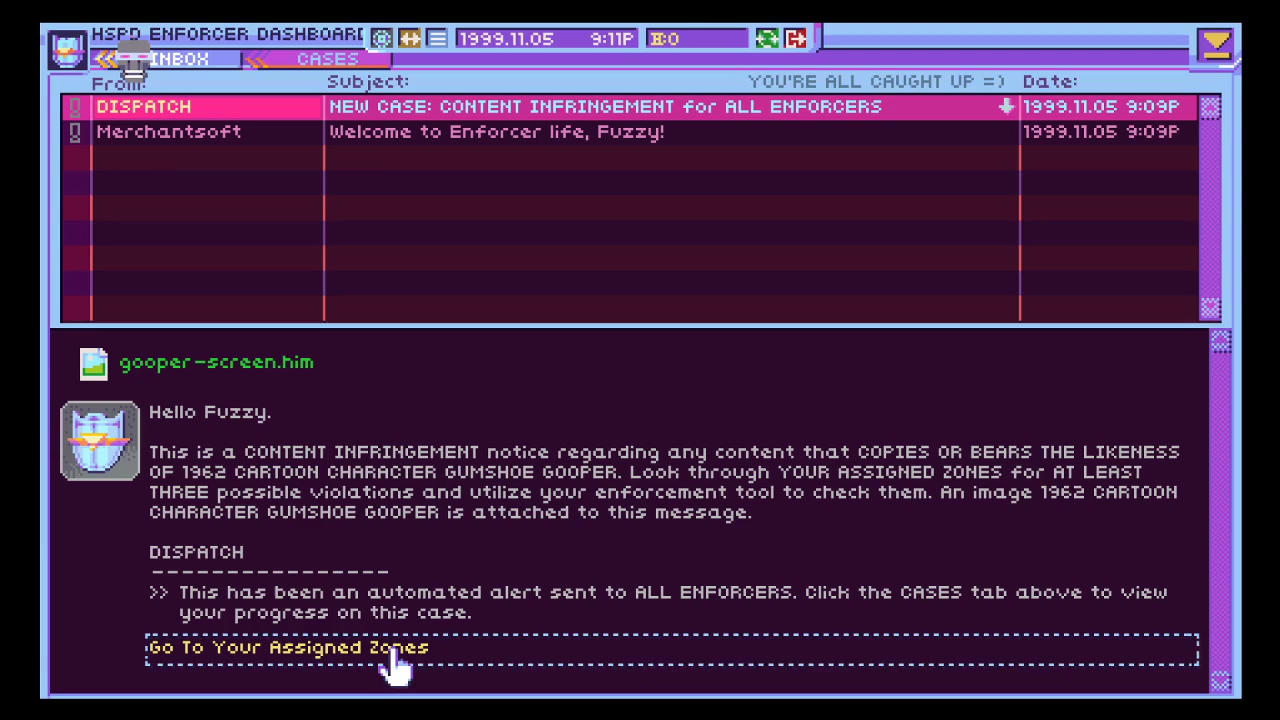 HSPD ENFORCER DASHBOARD
1999.11.05 9:11P
:0
INBOX
CASES
From: Subject: YOU'RE ALL CAUGHT UP =) Date:
DISPATCH NEW CASE: CONTENT INFRINGEMENT for ALL ENFORCERS 1999.11.05 9:09P
Merchantsoft Welcome to Enforcer life, Fuzzy! 1999.11.05 9:09P
gooper-screen.him
Hello Fuzzy.
This is a CONTENT INFRINGEMENT notice regarding any content that COPIES OR BEARS THE LIKENESS
OF 1962 CARTOON CHARACTER GUMSHOE GOOPER. Look through YOUR ASSIGNED ZONES for AT LEAST
THREE possible violations and utilize your enforcement tool to check them. An image 1962 CARTOON
CHARACTER GUMSHOE GOOPER is attached to this message.
DISPATCH
----------------
>> This has been an automated alert sent to ALL ENFORCERS. Click the CASES tab above to view
your progress on this case.
Go To Your Assigned Zones